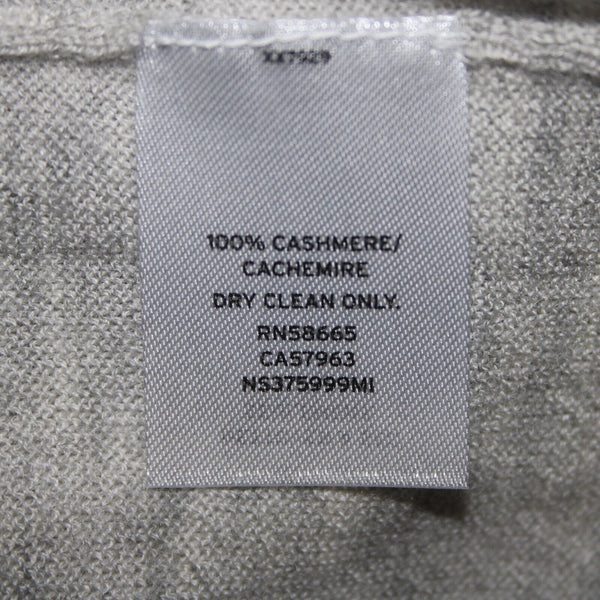 XX7929
100% CASHMERE/
CACHEMIRE
DRY CLEAN ONLY.
RN58665
CA57963
NS375999MI